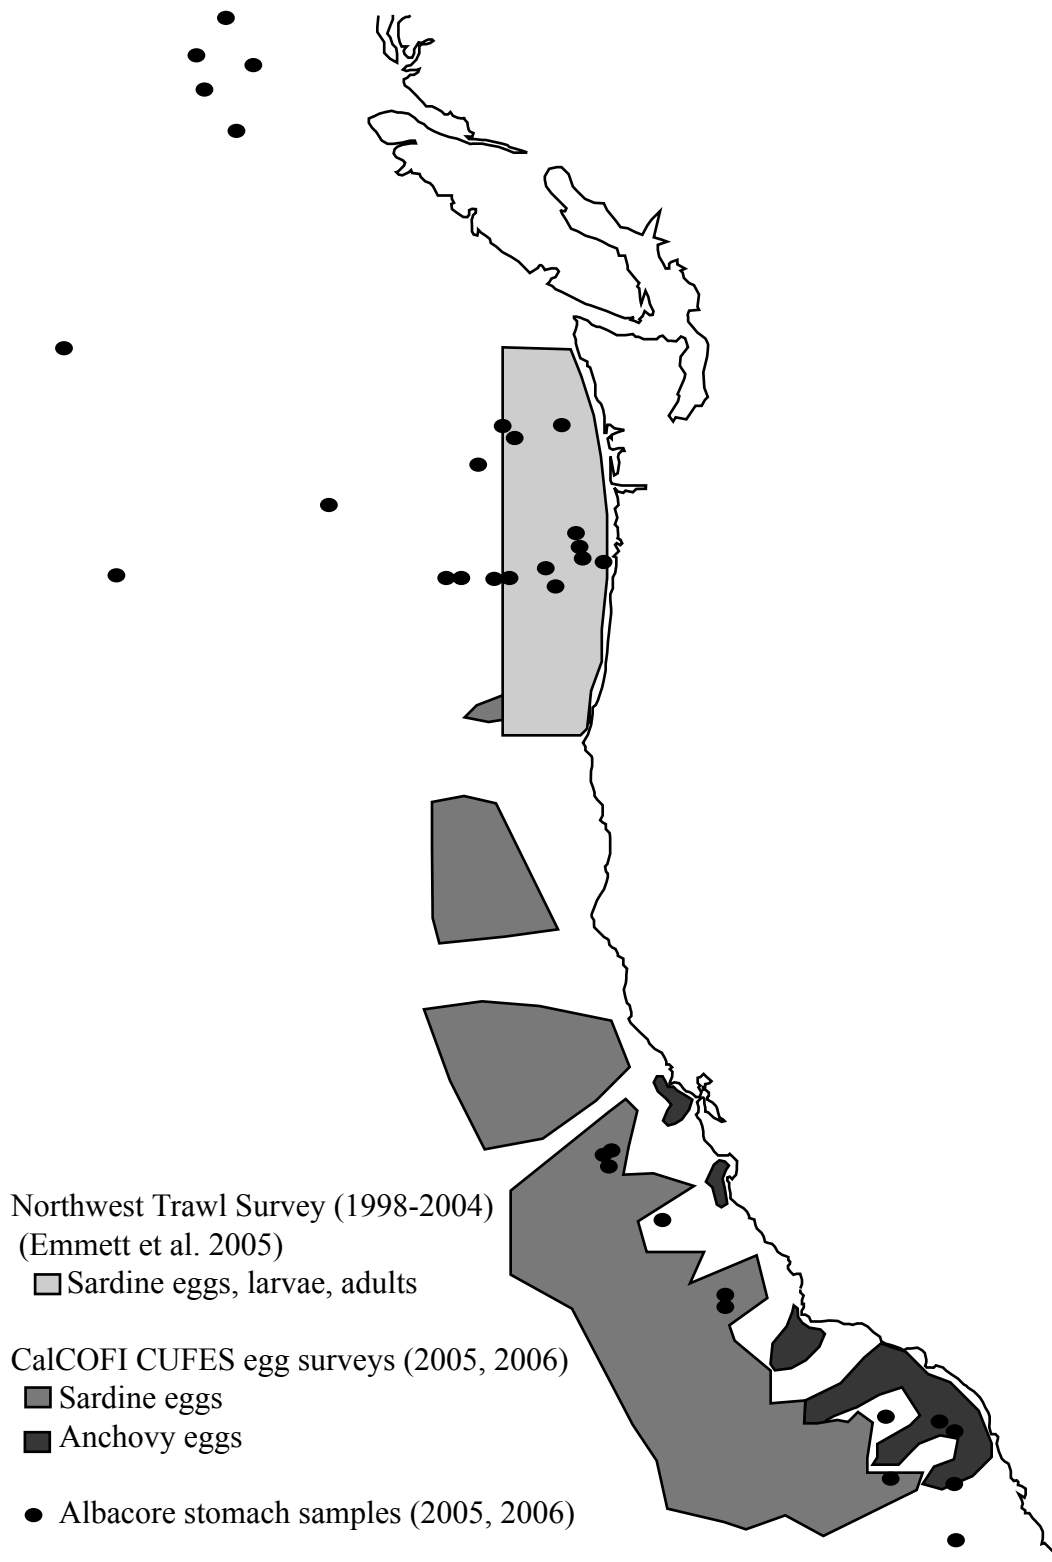 Northwest Trawl Survey (1998-2004)
(Emmett et al. 2005)
Sardine eggs, larvae, adults
CalCOFI CUFES egg surveys (2005, 2006)
Sardine eggs
Anchovy eggs
Albacore stomach samples (2005, 2006)